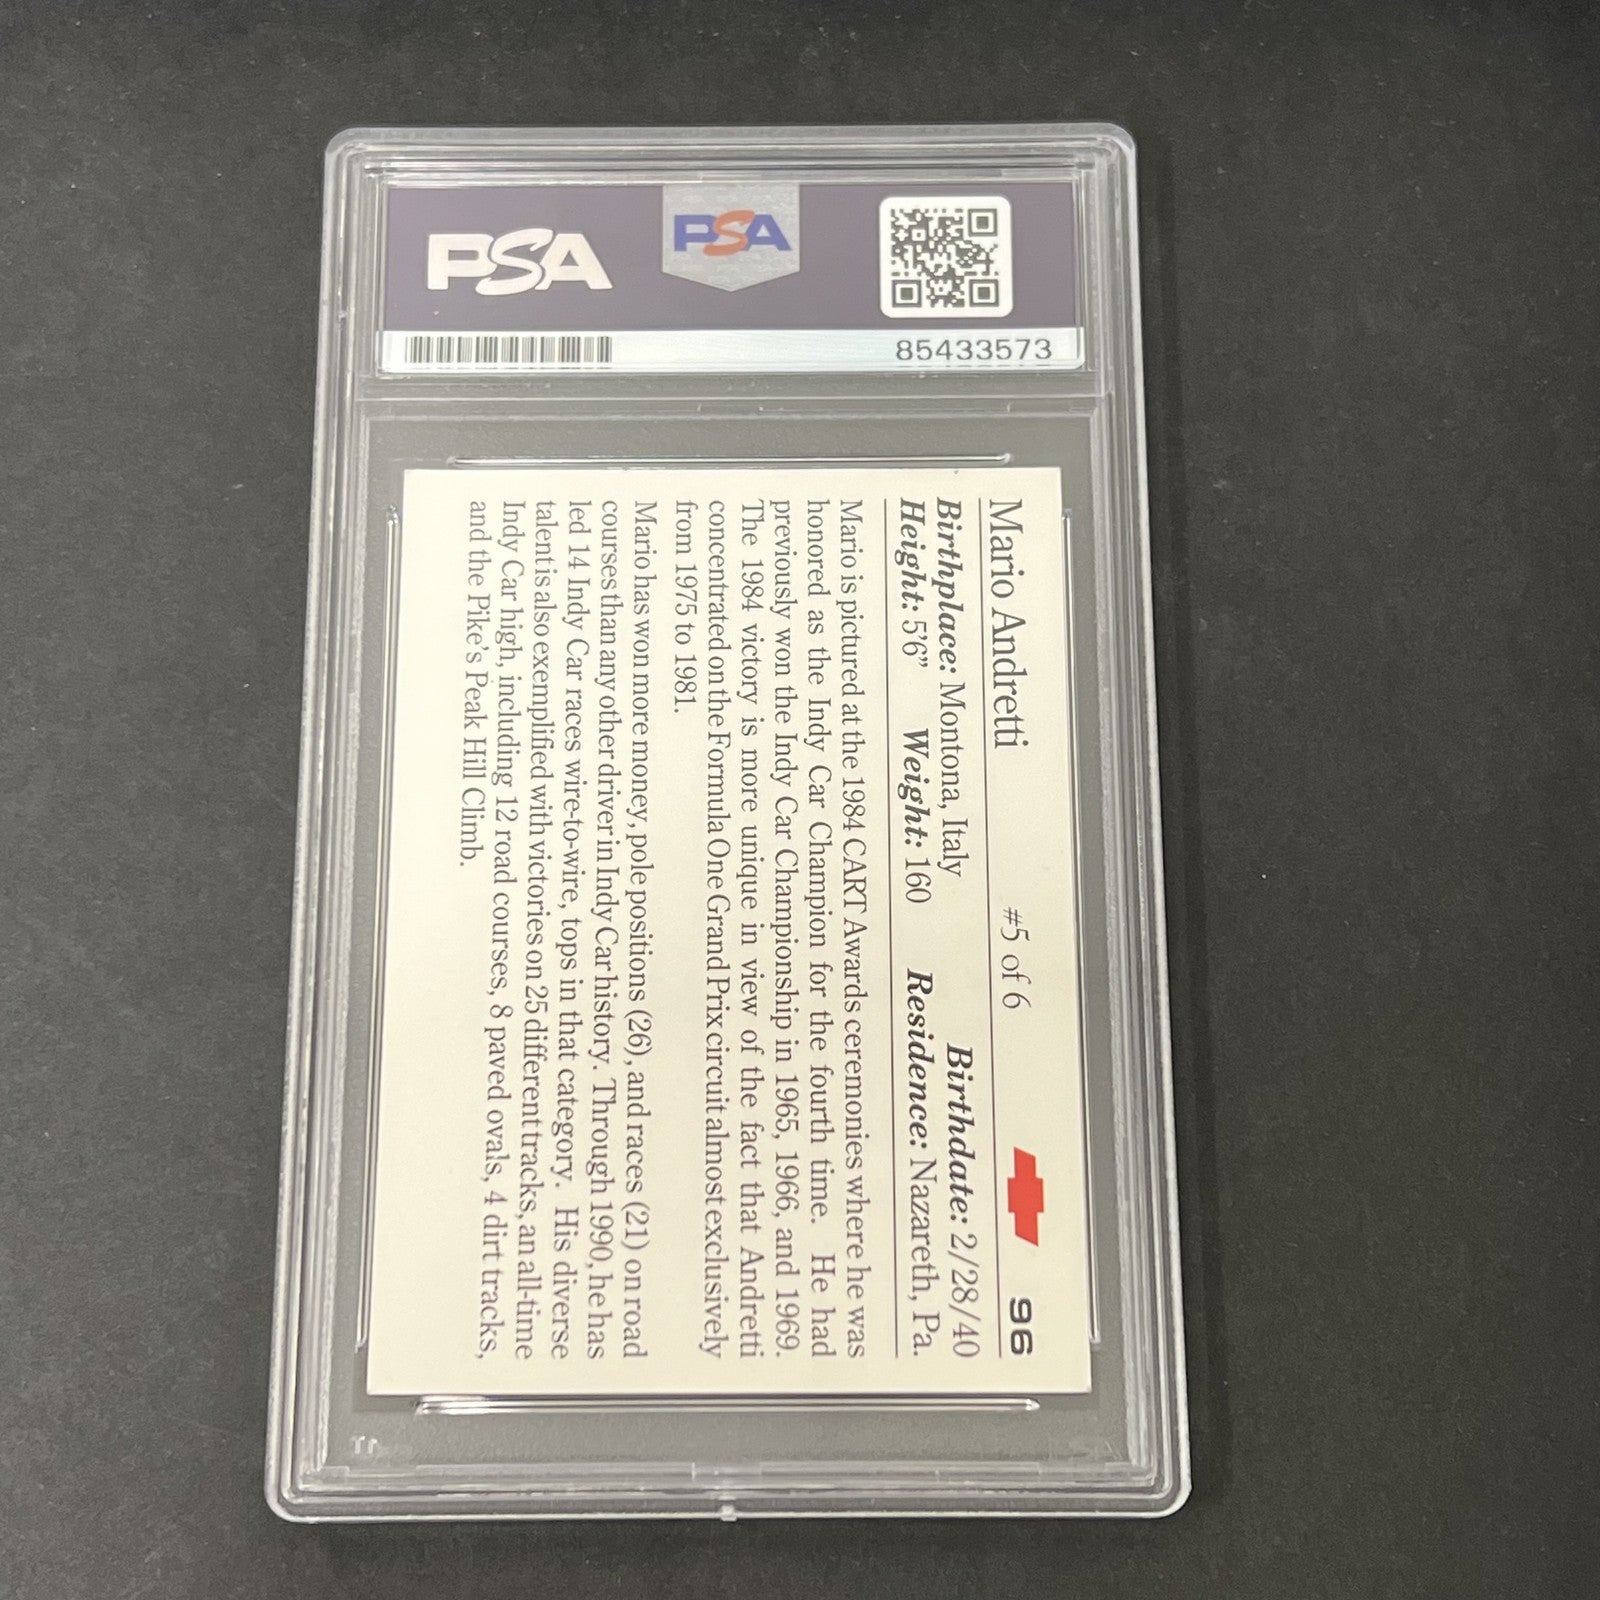 PSA
PSA
85433573
Mario Andretti #5 of 6 96
Birthplace: Montona, Italy Birthdate: 2/28/40
Height: 5'6” Weight: 160 Residence: Nazareth, Pa.
Mario is pictured at the 1984 CART Awards ceremonies where he was
honored as the Indy Car Champion for the fourth time. He had
previously won the Indy Car Championship in 1965, 1966, and 1969.
The 1984 victory is more unique in view of the fact that Andretti
concentrated on the Formula One Grand Prix circuit almost exclusively
from 1975 to 1981.
Mario has won more money, pole positions (26), and races (21) on road
courses than any other driver in Indy Car history. Through 1990, he has
led 14 Indy Car races wire-to-wire, tops in that category. His diverse
talent is also exemplified with victories on 25 different tracks, an all-time
Indy Car high, including 12 road courses, 8 paved ovals, 4 dirt tracks,
and the Pike's Peak Hill Climb.